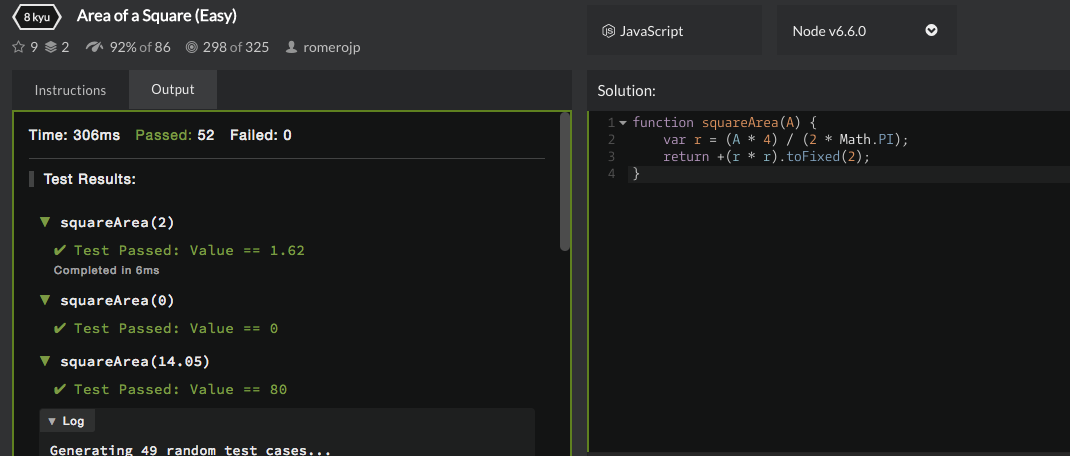 8 kyu
Area of a Square (Easy)
9 2 92% of 86 298 of 325 romerojp
JavaScript
Node v6.6.0
Instructions
Output
Time: 306ms Passed: 52 Failed: 0
Test Results:
squareArea(2)
✔ Test Passed: Value == 1.62
Completed in 6ms
squareArea(0)
✔ Test Passed: Value == 0
squareArea(14.05)
✔ Test Passed: Value == 80
Log
Generating 49 random test cases...
Solution:
1 function squareArea(A) {
2 var r = (A * 4) / (2 * Math.PI);
3 return +(r * r).toFixed(2);
4 }